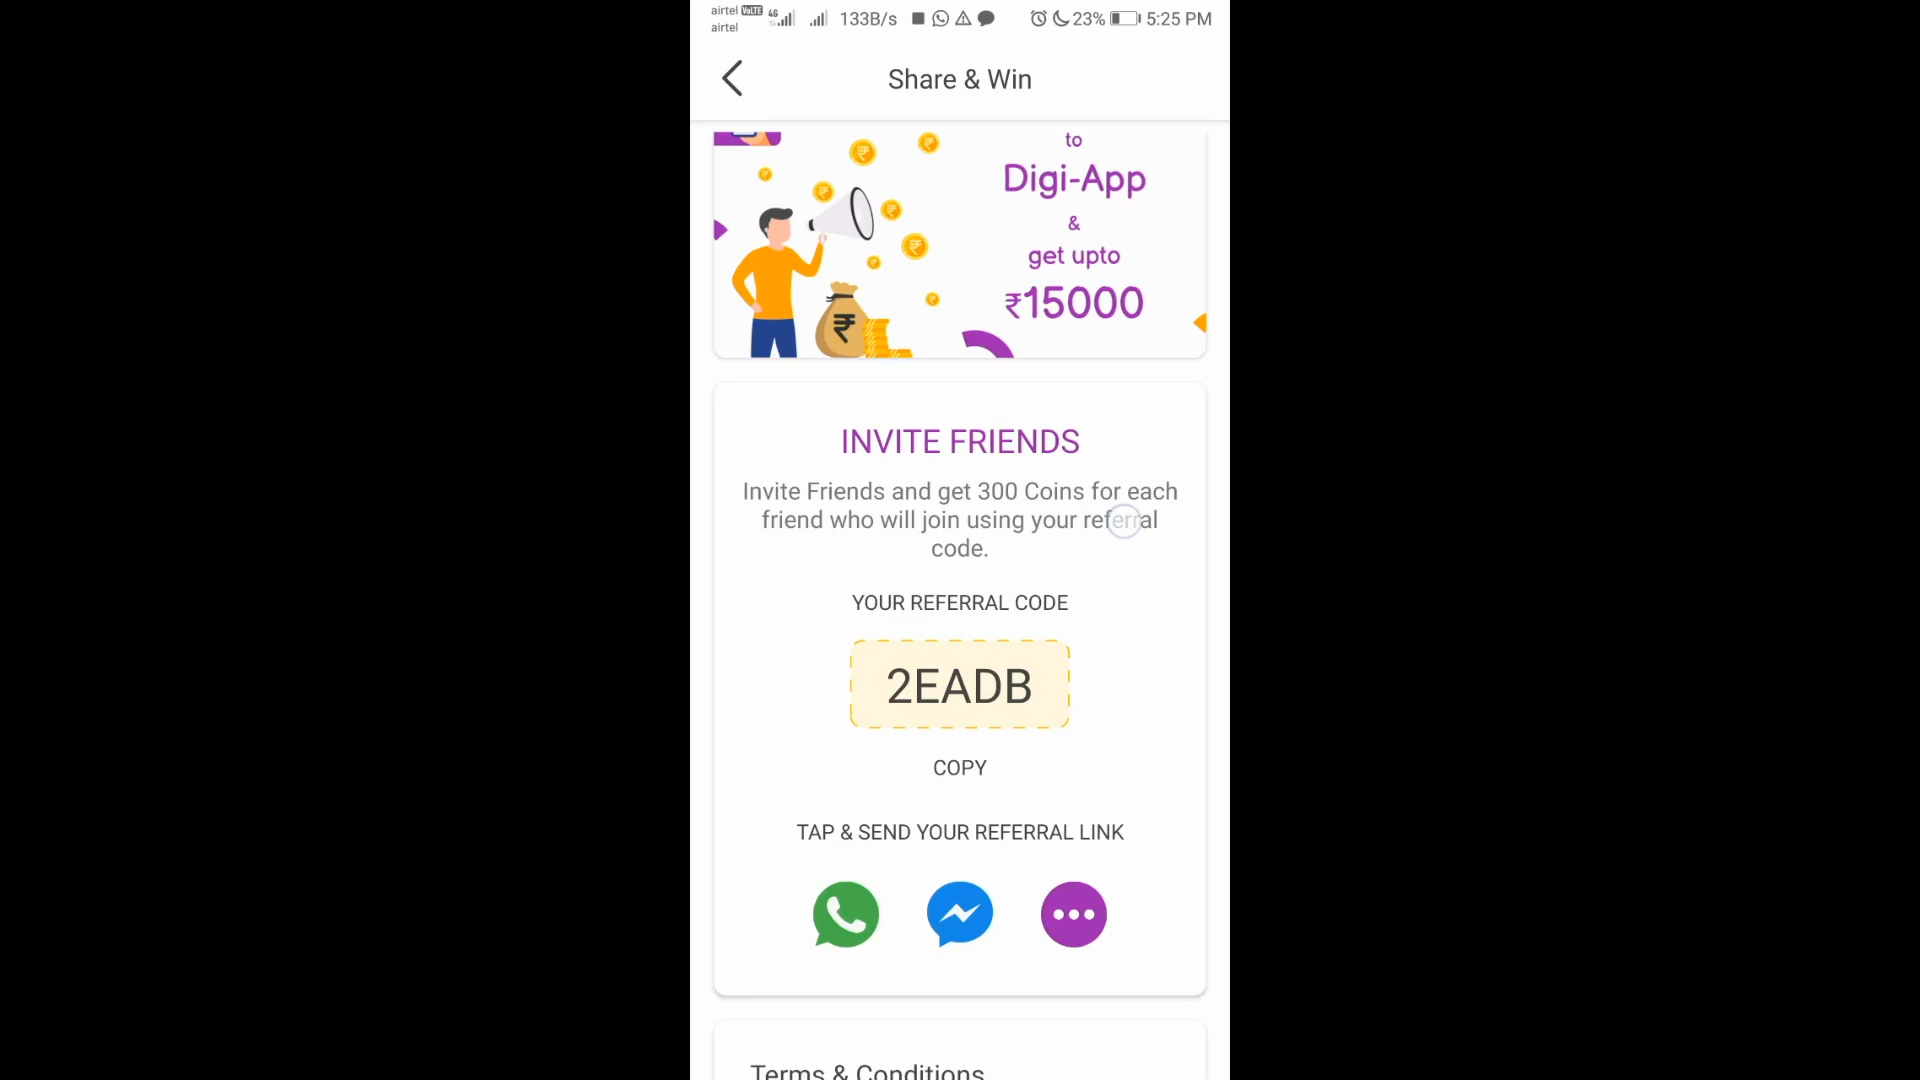 airtel VoLTE 4G 133B/s 23% 5:25 PM
airtel
Share & Win
to
Digi-App
&
get upto
₹15000
INVITE FRIENDS
Invite Friends and get 300 Coins for each
friend who will join using your referral
code.
YOUR REFERRAL CODE
2EADB
COPY
TAP & SEND YOUR REFERRAL LINK
Terms & Conditions